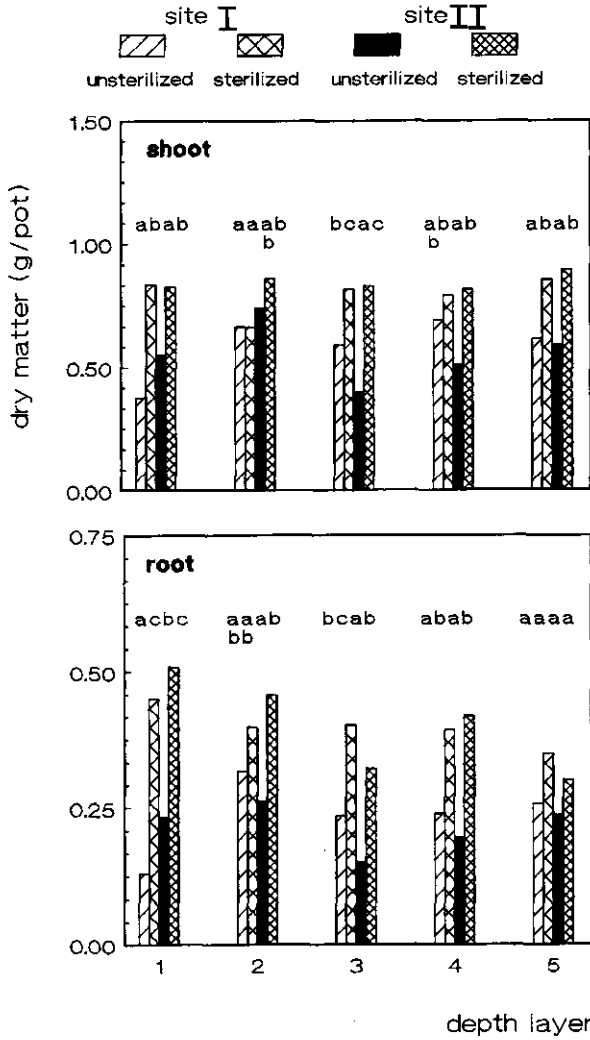 site I site II
unsterilized sterilized unsterilized sterilized
1.50
shoot
abab aaab bcac abab abab
b b
1.00
0.50
0.00
dry matter (g/pot)
0.75
root
acbc aaab bcab abab aaaa
bb
0.50
0.25
0.00
1 2 3 4 5
depth layer